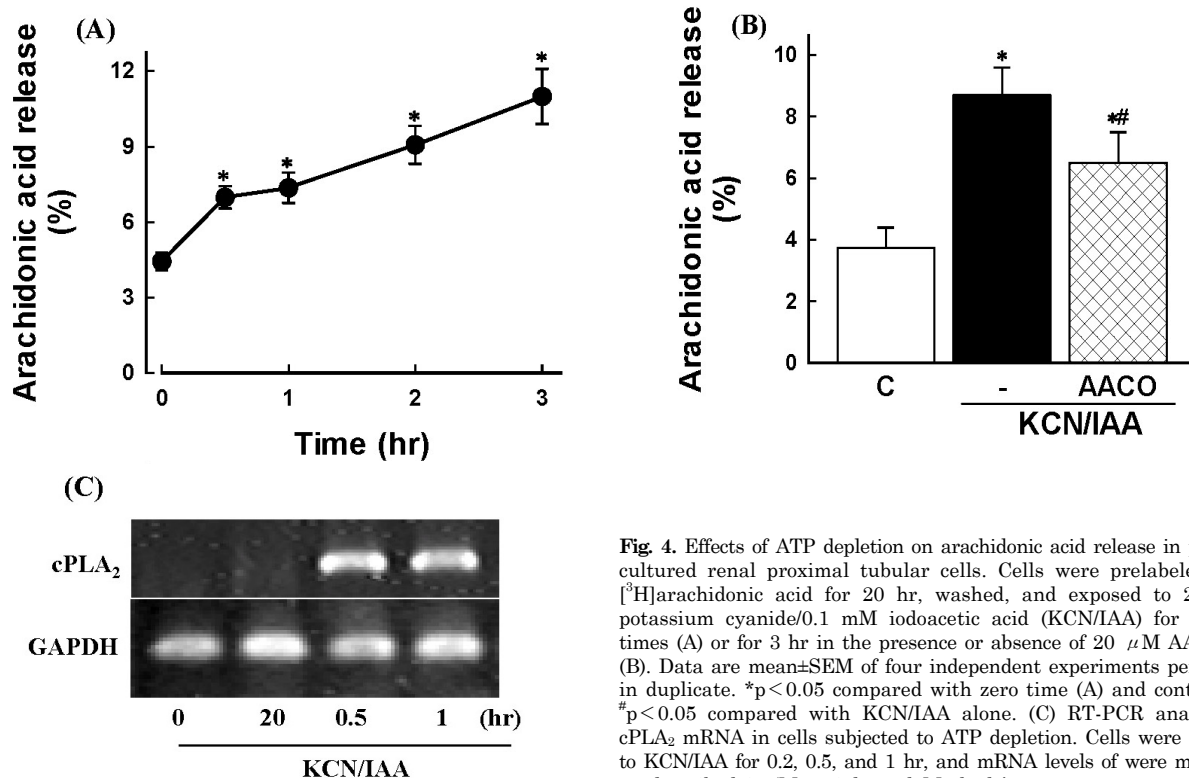 (A)
Arachidonic acid release
(%)
12
9
6
3
0
* * * *
0 1 2 3
Time (hr)
(B)
Arachidonic acid release
(%)
10
8
6
4
2
0
*
*#
C - AACO
KCN/IAA
(C)
cPLA₂
GAPDH
0 20 0.5 1 (hr)
KCN/IAA
Fig. 4. Effects of ATP depletion on arachidonic acid release in
cultured renal proximal tubular cells. Cells were prelabele
[³H]arachidonic acid for 20 hr, washed, and exposed to 2
potassium cyanide/0.1 mM iodoacetic acid (KCN/IAA) for
times (A) or for 3 hr in the presence or absence of 20 μM AA
(B). Data are mean±SEM of four independent experiments pe
in duplicate. *p<0.05 compared with zero time (A) and cont
#p<0.05 compared with KCN/IAA alone. (C) RT-PCR ana
cPLA₂ mRNA in cells subjected to ATP depletion. Cells were
to KCN/IAA for 0.2, 0.5, and 1 hr, and mRNA levels of were m